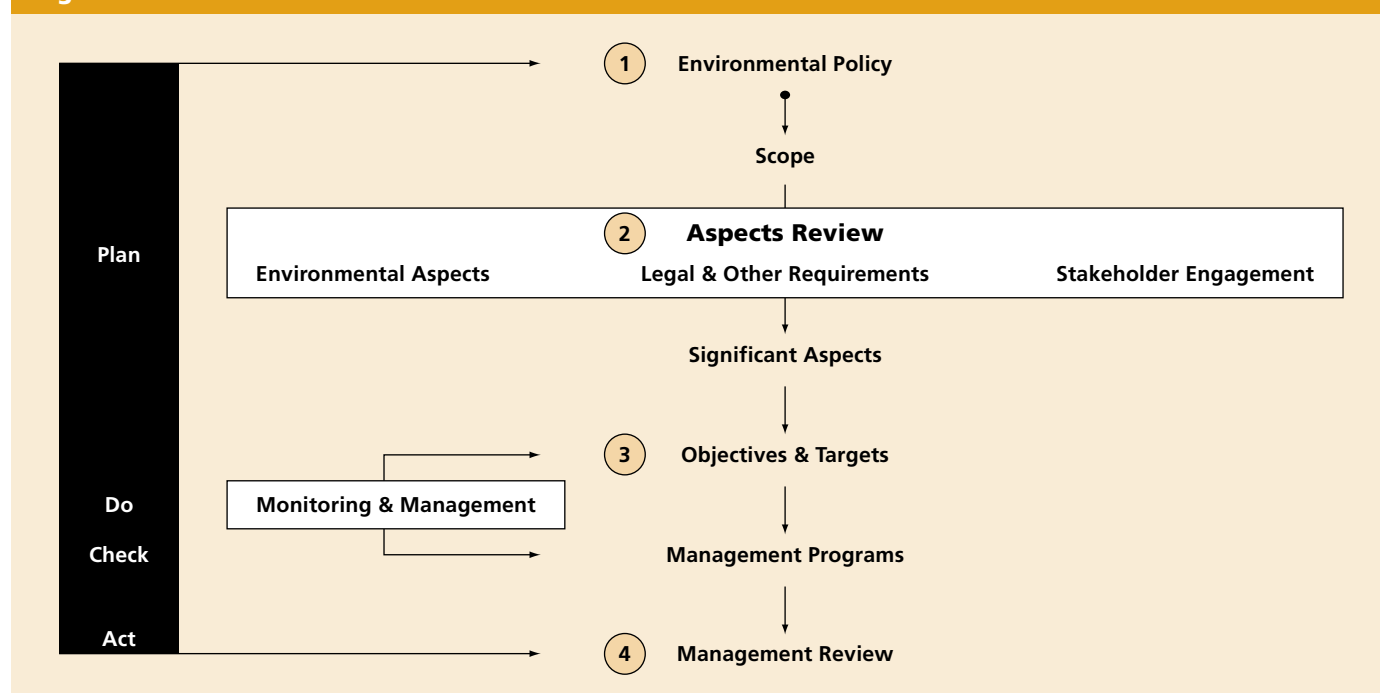 1 Environmental Policy
Scope
2 Aspects Review
Plan
Environmental Aspects Legal & Other Requirements Stakeholder Engagement
Significant Aspects
3 Objectives & Targets
Do
Monitoring & Management
Check
Management Programs
Act
4 Management Review